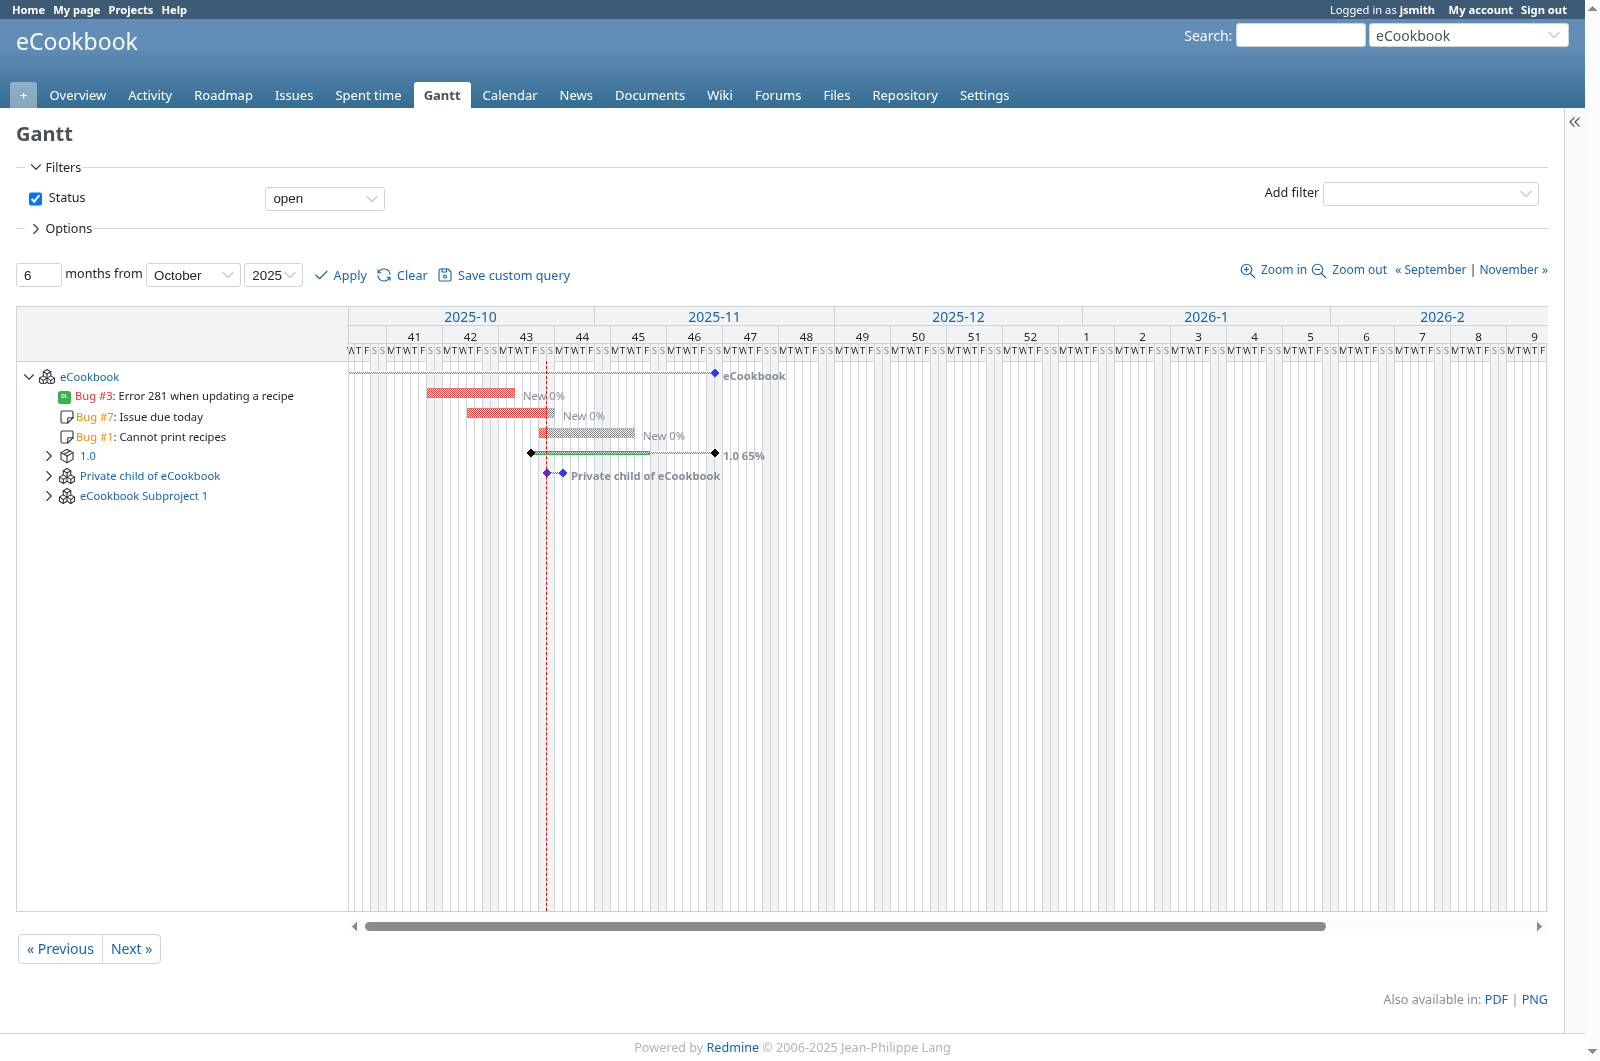 Home My page Projects Help Logged in as jsmith My account Sign out
eCookbook Search: eCookbook
+ Overview Activity Roadmap Issues Spent time Gantt Calendar News Documents Wiki Forums Files Repository Settings
Gantt
Filters
Status open Add filter
Options
6 months from October 2025 Apply Clear Save custom query Zoom in Zoom out « September | November »
2025-10 2025-11 2025-12 2026-1 2026-2
41 42 43 44 45 46 47 48 49 50 51 52 1 2 3 4 5 6 7 8 9
W T F S S M T W T F S S M T W T F S S M T W T F S S M T W T F S S M T W T F S S M T W T F S S M T W T F S S M T W T F S S M T W T F S S M T W T F S S M T W T F S S M T W T F S S M T W T F S S M T W T F S S M T W T F S S M T W T F S S M T W T F S S M T W T F S S M T W T F S S M T W T F S S M T W T F
eCookbook eCookbook
Bug #3: Error 281 when updating a recipe New 0%
Bug #7: Issue due today New 0%
Bug #1: Cannot print recipes New 0%
1.0 1.0 65%
Private child of eCookbook Private child of eCookbook
eCookbook Subproject 1
« Previous Next »
Also available in: PDF | PNG
Powered by Redmine © 2006-2025 Jean-Philippe Lang